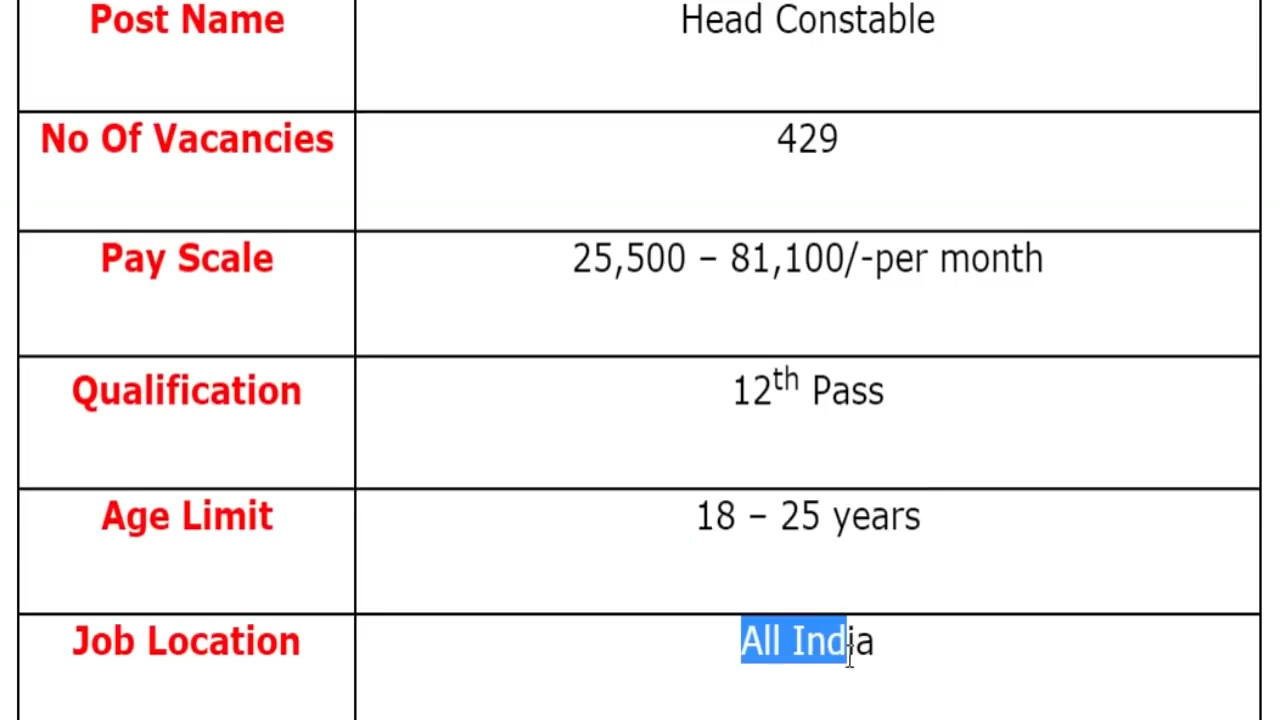 Post Name Head Constable
No Of Vacancies 429
Pay Scale 25,500 – 81,100/-per month
Qualification 12th Pass
Age Limit 18 – 25 years
Job Location All India